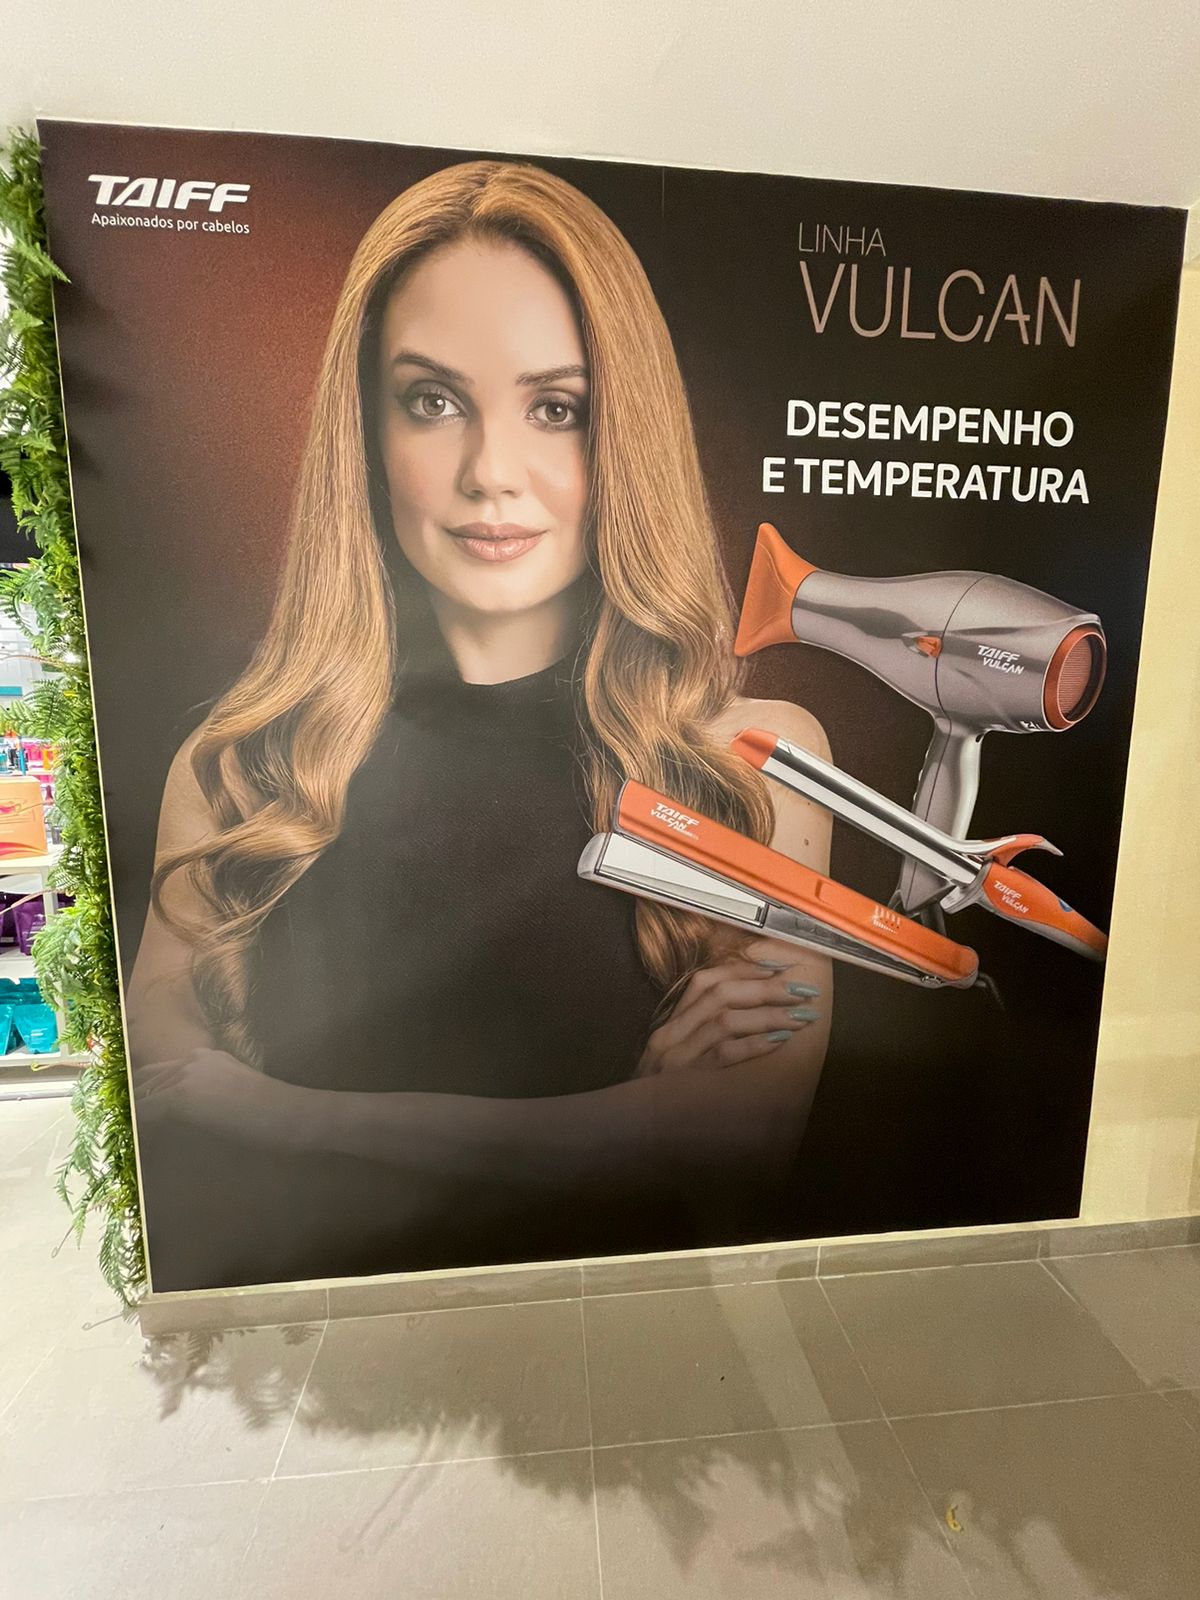 TAIFF
Apaixonados por cabelos
LINHA
VULCAN
DESEMPENHO
E TEMPERATURA
TAIFF
VULCAN
TAIFF
VULCAN
TAIFF
VULCAN